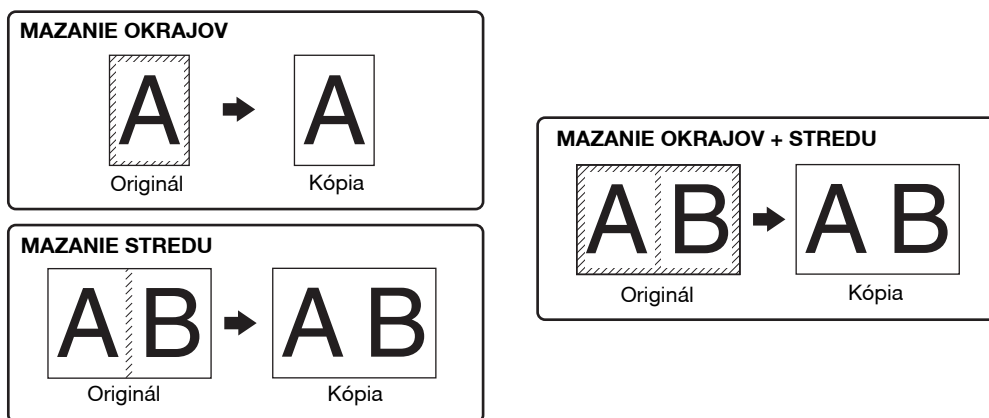 MAZANIE OKRAJOV
A A
Originál Kópia
MAZANIE STREDU
A B A B
Originál Kópia
MAZANIE OKRAJOV + STREDU
A B A B
Originál Kópia